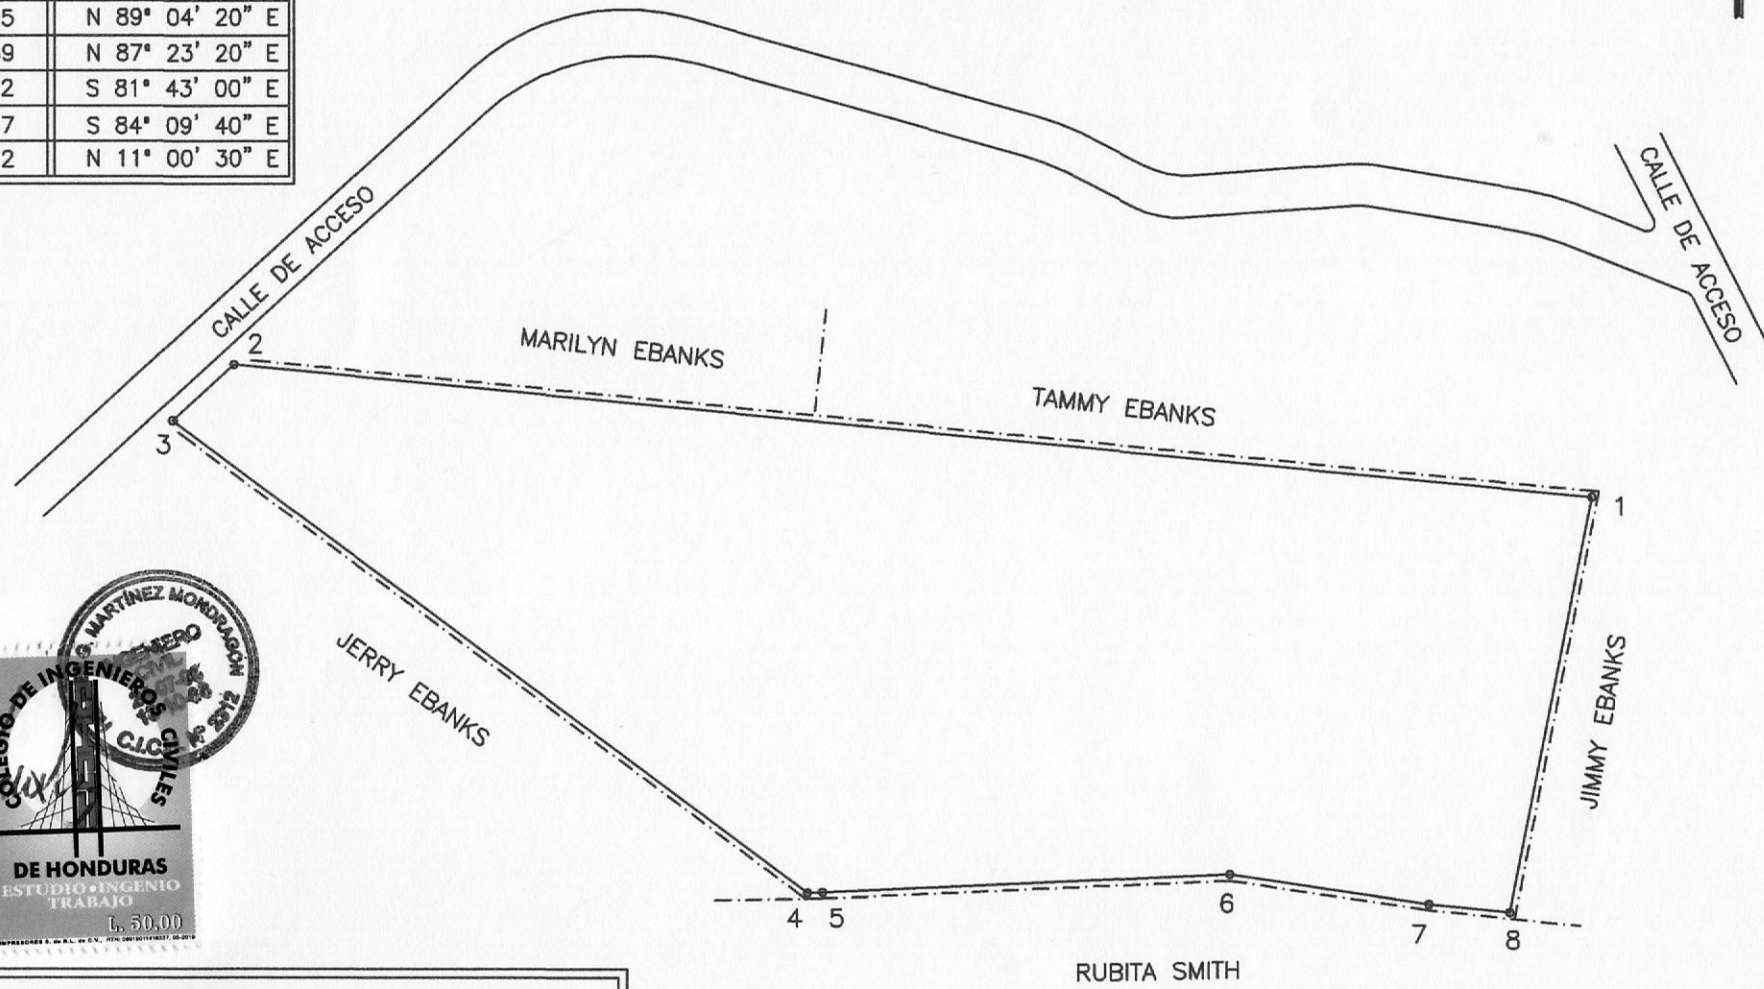 5 N 89° 04' 20" E
9 N 87° 23' 20" E
2 S 81° 43' 00" E
7 S 84° 09' 40" E
2 N 11° 00' 30" E
CALLE DE ACCESO
CALLE DE ACCESO
2
MARILYN EBANKS
TAMMY EBANKS
3
1
JERRY EBANKS
JIMMY EBANKS
4 5
6
7
8
RUBITA SMITH
G. MARTÍNEZ MONDRAGÓN
CIVIL
COLEGIO DE INGENIEROS CIVILES
DE HONDURAS
ESTUDIO•INGENIO
TRABAJO
L. 50.00